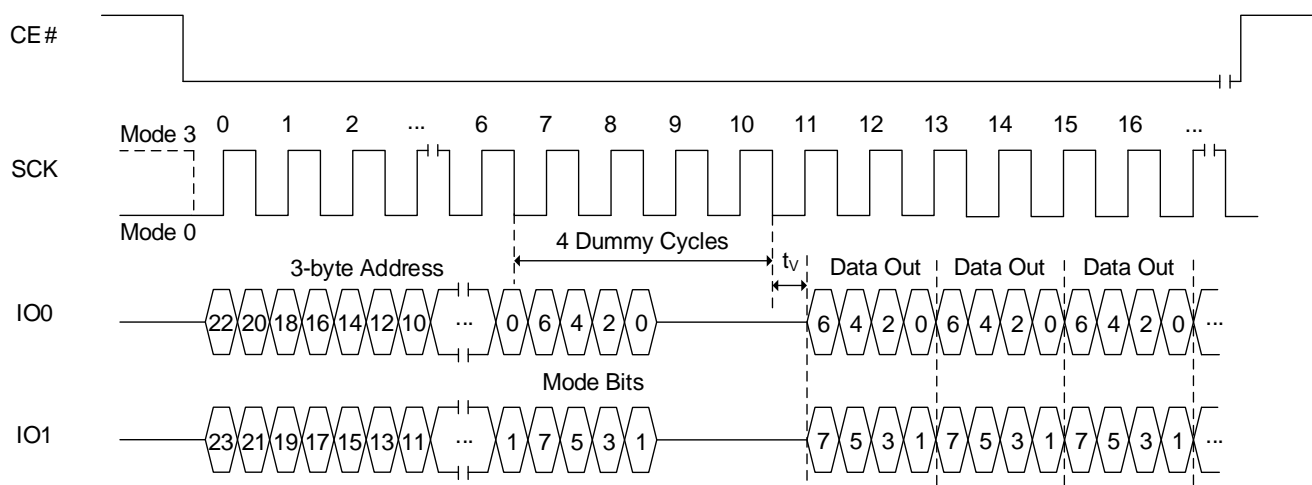 CE#
0 1 2 ... 6 7 8 9 10 11 12 13 14 15 16 ...
Mode 3
SCK
Mode 0
4 Dummy Cycles
3-byte Address tV Data Out Data Out Data Out
IO0 22 20 18 16 14 12 10 ... 0 6 4 2 0 6 4 2 0 6 4 2 0 6 4 2 0 ...
Mode Bits
IO1 23 21 19 17 15 13 11 ... 1 7 5 3 1 7 5 3 1 7 5 3 1 7 5 3 1 ...